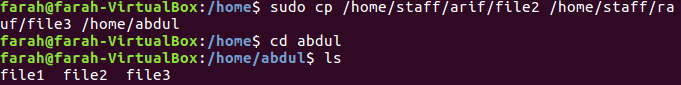 farah@farah-VirtualBox:/home$ sudo cp /home/staff/arif/file2 /home/staff/ra
uf/file3 /home/abdul
farah@farah-VirtualBox:/home$ cd abdul
farah@farah-VirtualBox:/home/abdul$ ls
file1  file2  file3